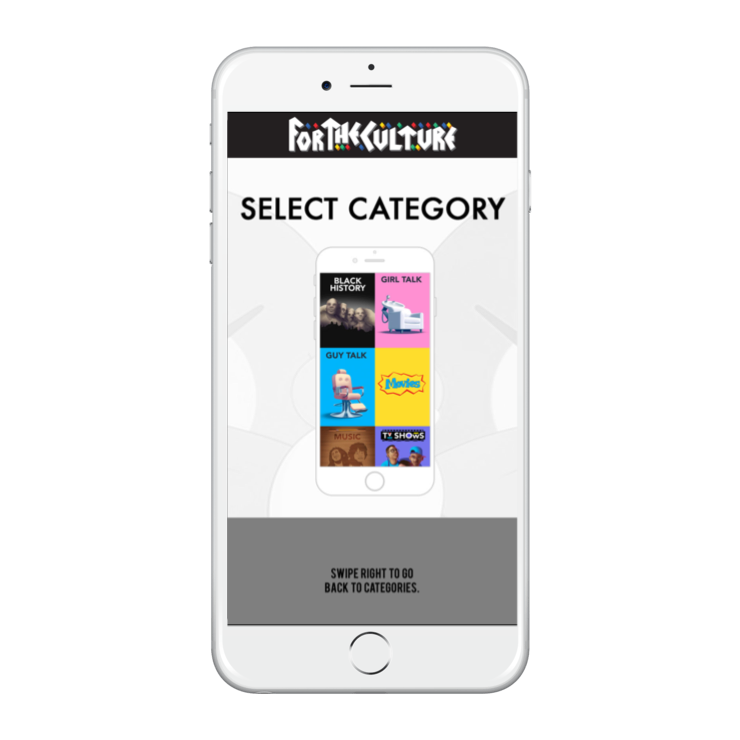 FORTHECULTURE
SELECT CATEGORY
BLACK
HISTORY
GIRL TALK
GUY TALK
Movies
MUSIC
TV SHOWS
SWIPE RIGHT TO GO
BACK TO CATEGORIES.